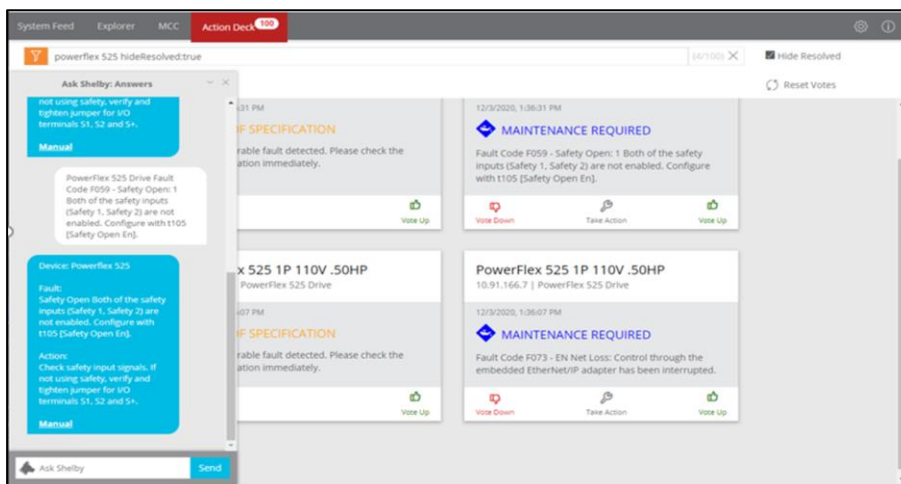 System Feed Explorer MCC Action Deck 100
powerflex 525 hideResolved:true (4/100)
Hide Resolved
Reset Votes
Ask Shelby: Answers
not using safety, verify and
tighten jumper for I/O
terminals S1, S2 and S+.
Manual
PowerFlex 525 Drive Fault
Code F059 - Safety Open: 1
Both of the safety
inputs (Safety 1, Safety 2) are
not enabled. Configure with t105
[Safety Open En].
Device: Powerflex 525
Fault:
Safety Open Both of the safety
inputs (Safety 1, Safety 2) are
not enabled. Configure with
t105 [Safety Open En].
Action:
Check safety input signals. If
not using safety, verify and
tighten jumper for I/O
terminals S1, S2 and S+.
Manual
Ask Shelby
Send
:31 PM
F SPECIFICATION
rable fault detected. Please check the
ation immediately.
Vote Up
12/3/2020, 1:36:31 PM
MAINTENANCE REQUIRED
Fault Code F059 - Safety Open: 1 Both of the safety
inputs (Safety 1, Safety 2) are not enabled. Configure
with t105 [Safety Open En].
Vote Down Take Action Vote Up
x 525 1P 110V .50HP
PowerFlex 525 Drive
:07 PM
F SPECIFICATION
rable fault detected. Please check the
ation immediately.
Vote Up
PowerFlex 525 1P 110V .50HP
10.91.166.7 | PowerFlex 525 Drive
12/3/2020, 1:36:07 PM
MAINTENANCE REQUIRED
Fault Code F073 - EN Net Loss: Control through the
embedded EtherNet/IP adapter has been interrupted.
Vote Down Take Action Vote Up